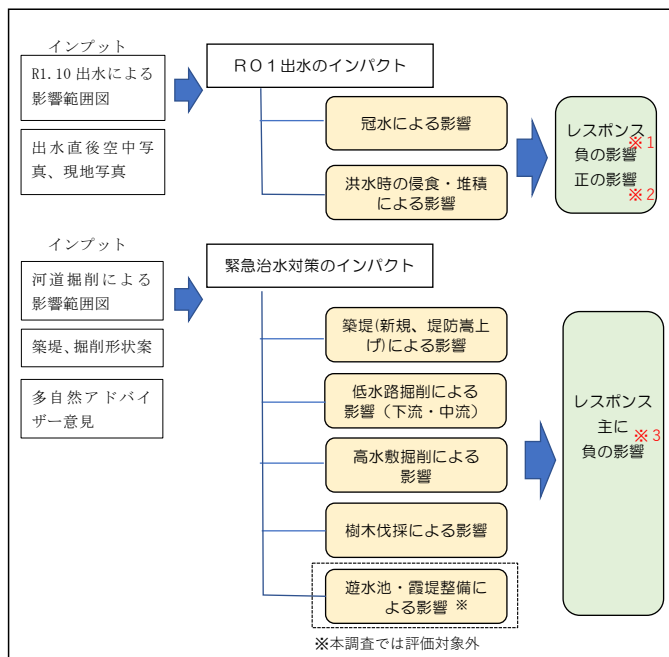 インプット
R1.10 出水による
影響範囲図
出水直後空中写
真、現地写真
RO1出水のインパクト
冠水による影響
洪水時の侵食・堆積
による影響
レスポンス
負の影響※1
正の影響
※2
インプット
河道掘削による
影響範囲図
築堤、掘削形状案
多自然アドバイ
ザー意見
緊急治水対策のインパクト
築堤(新規、堤防嵩上
げ)による影響
低水路掘削による
影響（下流・中流）
高水敷掘削による
影響
樹木伐採による影響
遊水池・霞堤整備に
よる影響 ※
※本調査では評価対象外
レスポンス
主に※3
負の影響